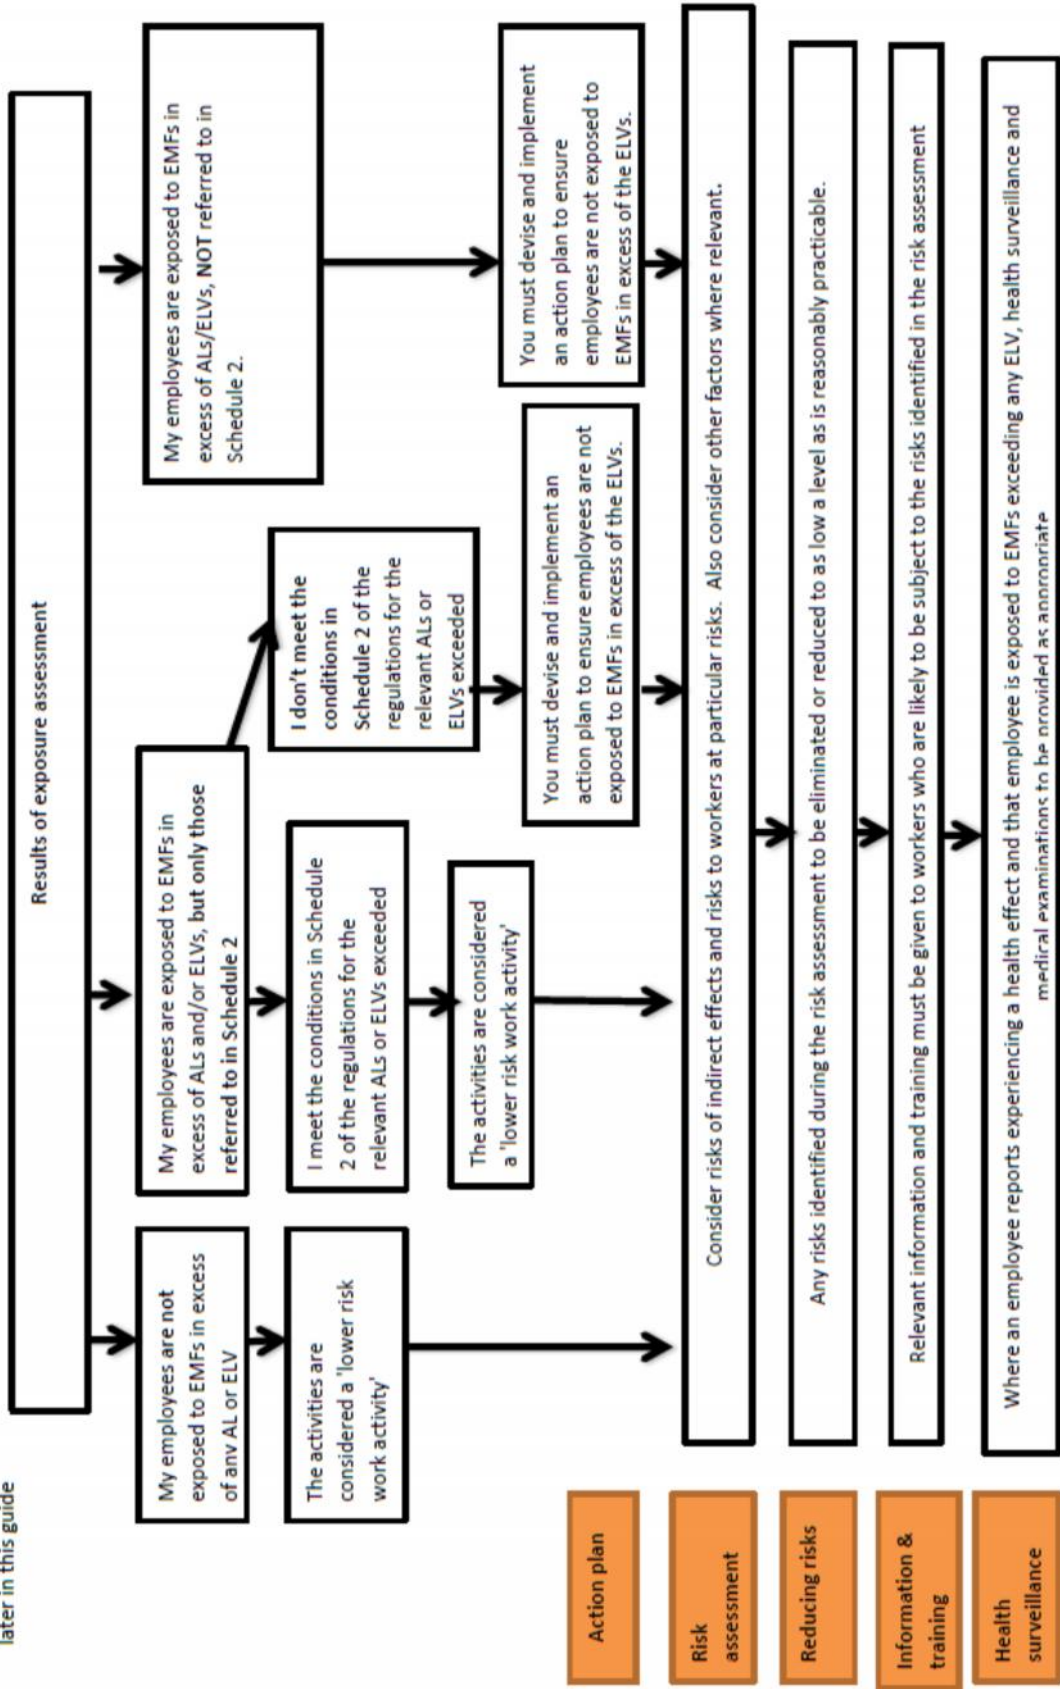 later in this guide
Results of exposure assessment
My employees are not
exposed to EMFs in excess
of any AL or ELV
My employees are exposed to EMFs in
excess of ALs and/or ELVs, but only those
referred to in Schedule 2
My employees are exposed to EMFs in
excess of ALs/ELVs, NOT referred to in
Schedule 2.
The activities are
considered a 'lower risk
work activity'
I meet the conditions in Schedule
2 of the regulations for the
relevant ALs or ELVs exceeded
I don't meet the
conditions in
Schedule 2 of the
regulations for the
relevant ALs or
ELVs exceeded
The activities are considered
a 'lower risk work activity'
You must devise and implement an
action plan to ensure employees are not
exposed to EMFs in excess of the ELVs.
You must devise and implement
an action plan to ensure
employees are not exposed to
EMFs in excess of the ELVs.
Action plan
Risk
assessment
Consider risks of indirect effects and risks to workers at particular risks. Also consider other factors where relevant.
Reducing risks
Any risks identified during the risk assessment to be eliminated or reduced to as low a level as is reasonably practicable.
Information &
training
Relevant information and training must be given to workers who are likely to be subject to the risks identified in the risk assessment
Health
surveillance
Where an employee reports experiencing a health effect and that employee is exposed to EMFs exceeding any ELV, health surveillance and
medical examinations to be provided as appropriate